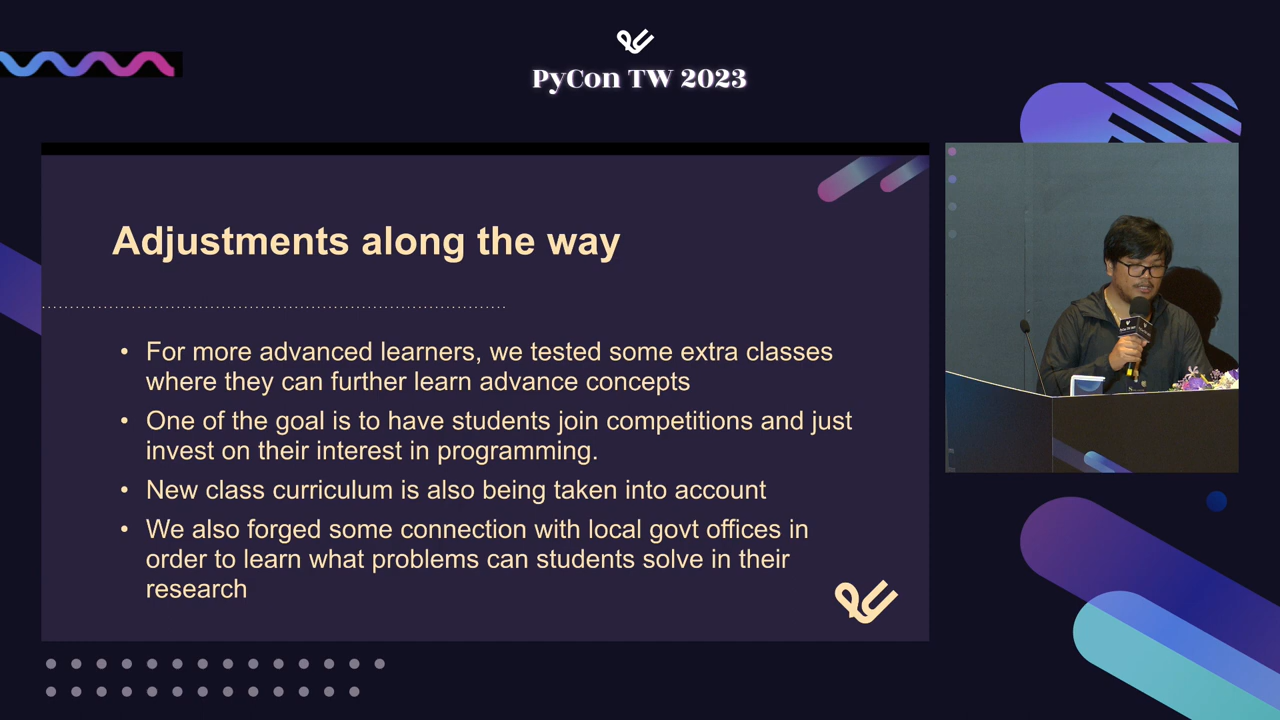 PyCon TW 2023
Adjustments along the way
• For more advanced learners, we tested some extra classes
where they can further learn advance concepts
• One of the goal is to have students join competitions and just
invest on their interest in programming.
• New class curriculum is also being taken into account
• We also forged some connection with local govt offices in
order to learn what problems can students solve in their
research